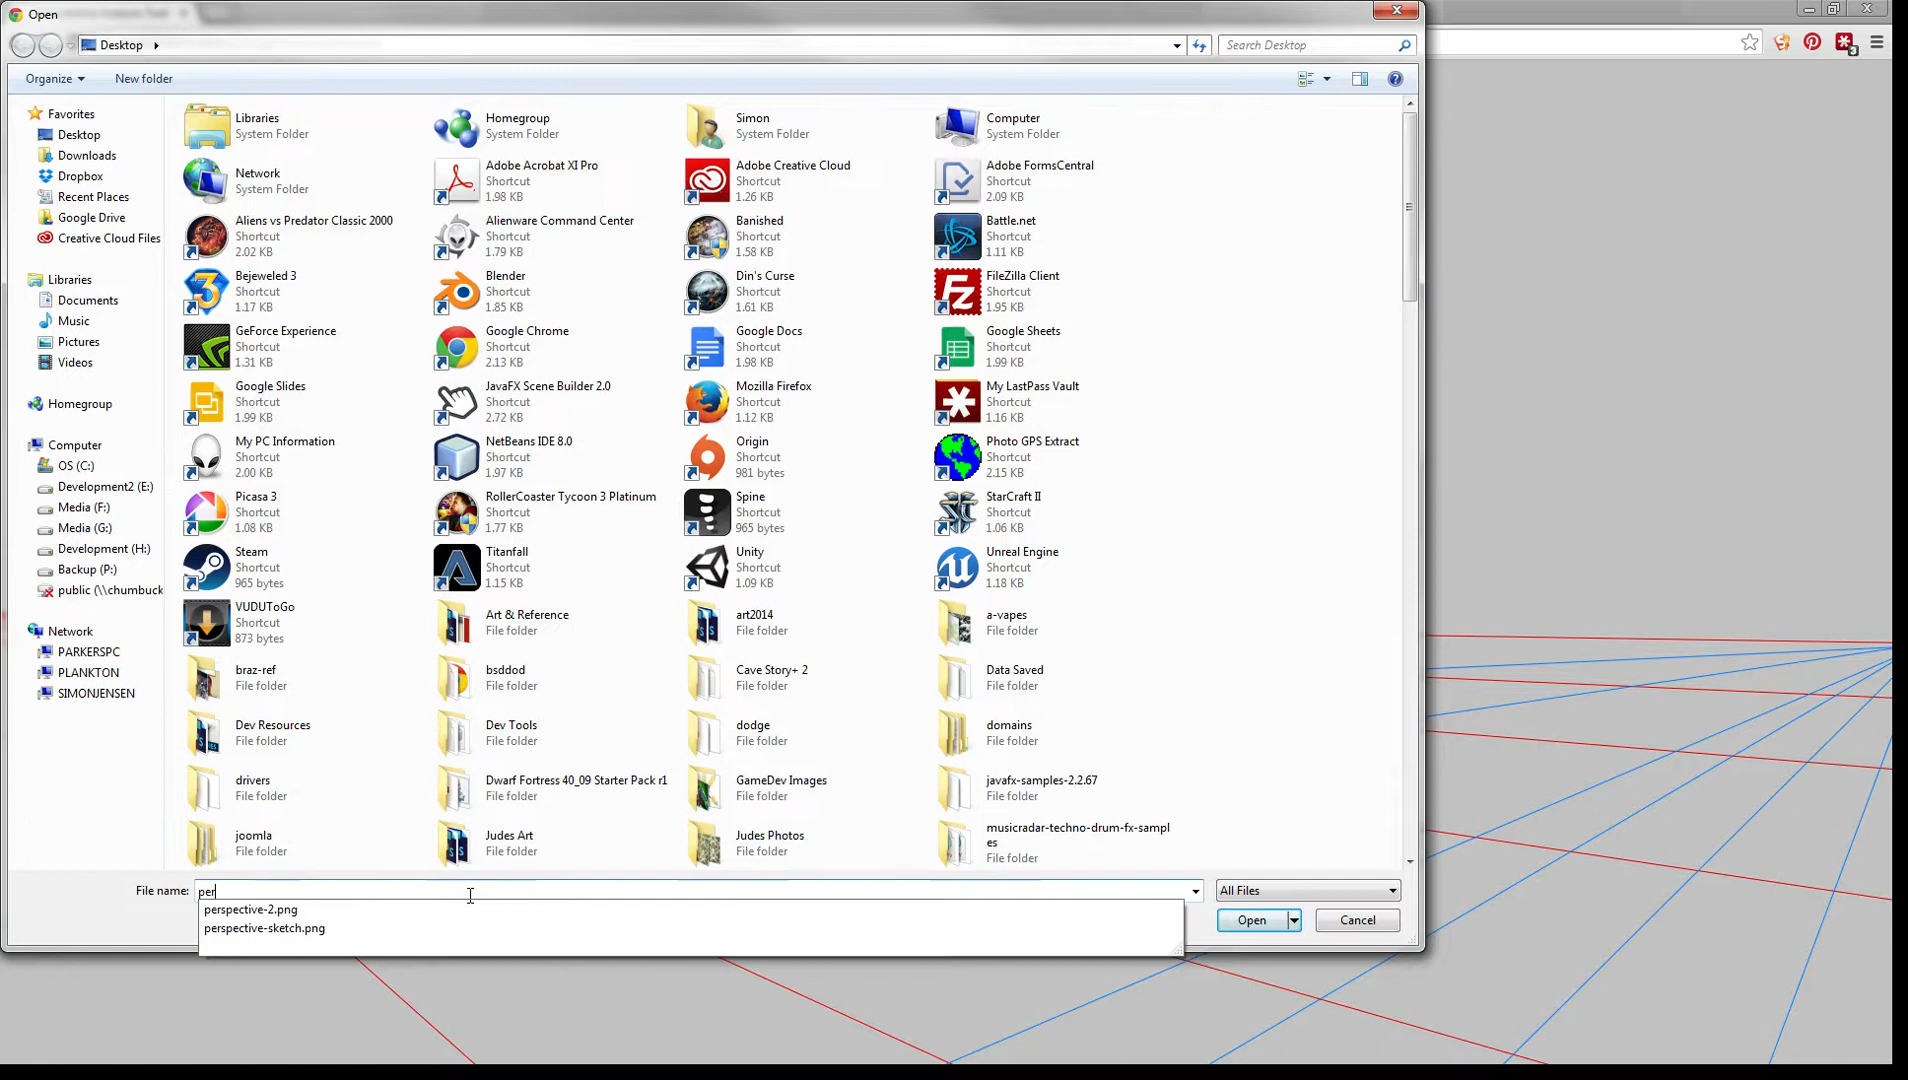 Open
Desktop
Search Desktop
Organize
New folder
Favorites
Desktop
Downloads
Dropbox
Recent Places
Google Drive
Creative Cloud Files
Libraries
Documents
Music
Pictures
Videos
Homegroup
Computer
OS (C:)
Development2 (E:)
Media (F:)
Media (G:)
Development (H:)
Backup (P:)
public (\\chumbuck
Network
PARKERSPC
PLANKTON
SIMONJENSEN
Libraries
System Folder
Homegroup
System Folder
Simon
System Folder
Computer
System Folder
Network
System Folder
Adobe Acrobat XI Pro
Shortcut
1.98 KB
Adobe Creative Cloud
Shortcut
1.26 KB
Adobe FormsCentral
Shortcut
2.09 KB
Aliens vs Predator Classic 2000
Shortcut
2.02 KB
Alienware Command Center
Shortcut
1.79 KB
Banished
Shortcut
1.58 KB
Battle.net
Shortcut
1.11 KB
Bejeweled 3
Shortcut
1.17 KB
Blender
Shortcut
1.85 KB
Din's Curse
Shortcut
1.61 KB
FileZilla Client
Shortcut
1.95 KB
GeForce Experience
Shortcut
1.31 KB
Google Chrome
Shortcut
2.13 KB
Google Docs
Shortcut
1.98 KB
Google Sheets
Shortcut
1.99 KB
Google Slides
Shortcut
1.99 KB
JavaFX Scene Builder 2.0
Shortcut
2.72 KB
Mozilla Firefox
Shortcut
1.12 KB
My LastPass Vault
Shortcut
1.16 KB
My PC Information
Shortcut
2.00 KB
NetBeans IDE 8.0
Shortcut
1.97 KB
Origin
Shortcut
981 bytes
Photo GPS Extract
Shortcut
2.15 KB
Picasa 3
Shortcut
1.08 KB
RollerCoaster Tycoon 3 Platinum
Shortcut
1.77 KB
Spine
Shortcut
965 bytes
StarCraft II
Shortcut
1.06 KB
Steam
Shortcut
965 bytes
Titanfall
Shortcut
1.15 KB
Unity
Shortcut
1.09 KB
Unreal Engine
Shortcut
1.18 KB
VUDUToGo
Shortcut
873 bytes
Art & Reference
File folder
art2014
File folder
a-vapes
File folder
braz-ref
File folder
bsddod
File folder
Cave Story+ 2
File folder
Data Saved
File folder
Dev Resources
File folder
Dev Tools
File folder
dodge
File folder
domains
File folder
drivers
File folder
Dwarf Fortress 40_09 Starter Pack r1
File folder
GameDev Images
File folder
javafx-samples-2.2.67
File folder
joomla
File folder
Judes Art
File folder
Judes Photos
File folder
musicradar-techno-drum-fx-sampl
es
File folder
File name:
per
All Files
perspective-2.png
perspective-sketch.png
Open
Cancel